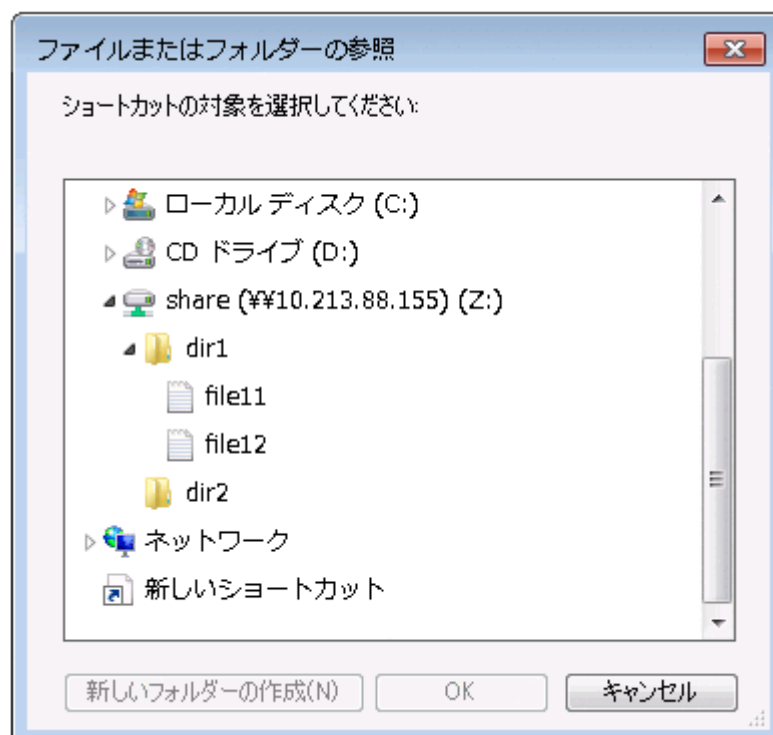 ファイルまたはフォルダーの参照
ショートカットの対象を選択してください:
ローカル ディスク (C:)
CD ドライブ (D:)
share (¥¥10.213.88.155) (Z:)
dir1
file11
file12
dir2
ネットワーク
新しいショートカット
新しいフォルダーの作成(N) OK キャンセル